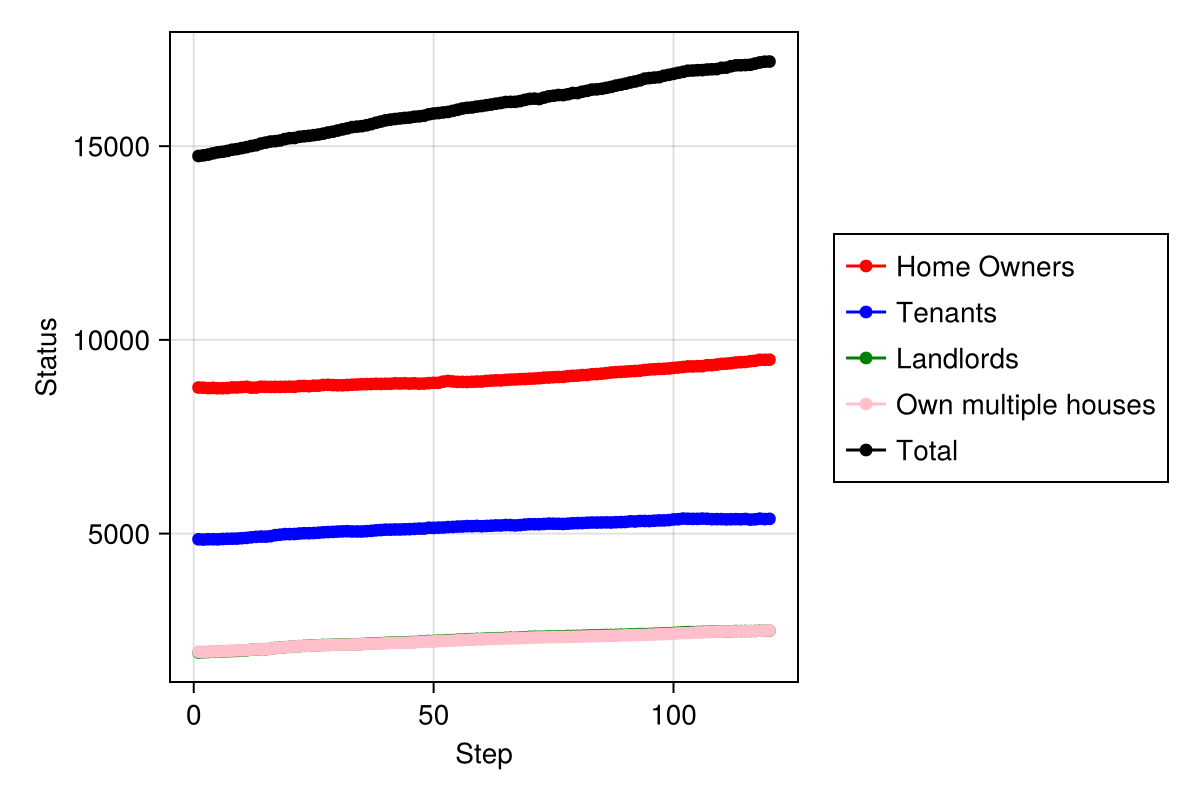 15000
10000
5000
Status
0 50 100
Step
Home Owners
Tenants
Landlords
Own multiple houses
Total